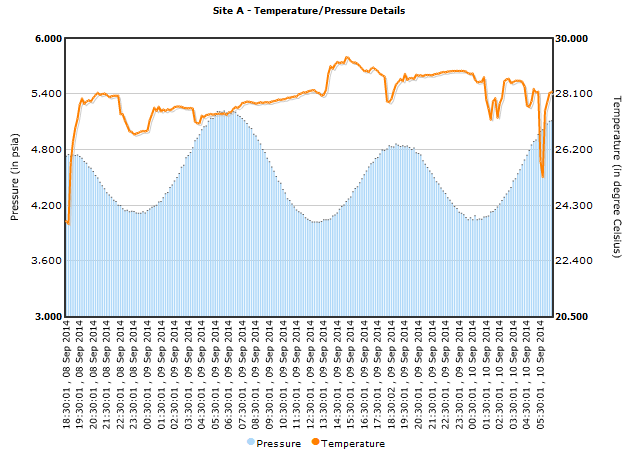 Site A - Temperature/Pressure Details
6.000
5.400
4.800
4.200
3.600
3.000
Pressure (in psia)
30.000
28.100
26.200
24.300
22.400
20.500
Temperature (in degree Celsius)
18:30:01 , 08 Sep 2014
19:30:01 , 08 Sep 2014
20:30:01 , 08 Sep 2014
21:30:01 , 08 Sep 2014
22:30:01 , 08 Sep 2014
23:30:01 , 08 Sep 2014
00:30:01 , 09 Sep 2014
01:30:01 , 09 Sep 2014
02:30:01 , 09 Sep 2014
03:30:01 , 09 Sep 2014
04:30:01 , 09 Sep 2014
05:30:01 , 09 Sep 2014
06:30:01 , 09 Sep 2014
07:30:01 , 09 Sep 2014
08:30:01 , 09 Sep 2014
09:30:01 , 09 Sep 2014
10:30:01 , 09 Sep 2014
11:30:01 , 09 Sep 2014
12:30:01 , 09 Sep 2014
13:30:01 , 09 Sep 2014
14:30:01 , 09 Sep 2014
15:30:01 , 09 Sep 2014
16:30:01 , 09 Sep 2014
17:30:01 , 09 Sep 2014
18:30:02 , 09 Sep 2014
19:30:01 , 09 Sep 2014
20:30:01 , 09 Sep 2014
21:30:01 , 09 Sep 2014
22:30:01 , 09 Sep 2014
23:30:01 , 09 Sep 2014
00:30:01 , 10 Sep 2014
01:30:01 , 10 Sep 2014
02:30:01 , 10 Sep 2014
03:30:01 , 10 Sep 2014
04:30:01 , 10 Sep 2014
05:30:01 , 10 Sep 2014
Pressure Temperature